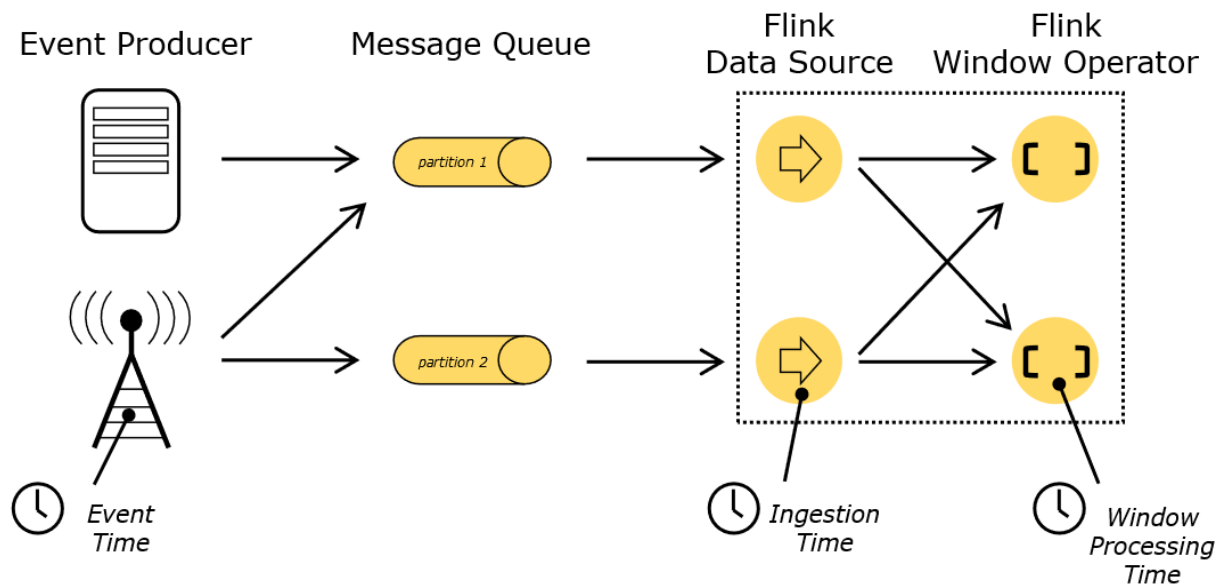 Event Producer
Message Queue
Flink
Data Source
Flink
Window Operator
partition 1
partition 2
Event
Time
Ingestion
Time
Window
Processing
Time